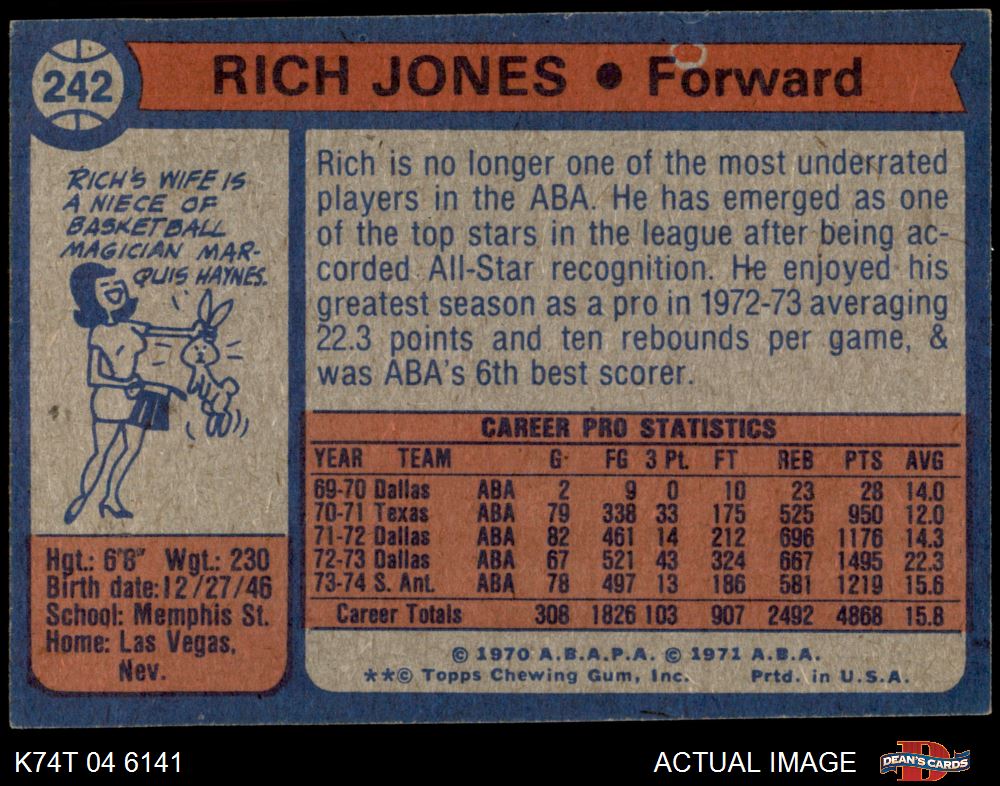 242
RICH JONES • Forward
RICH'S WIFE IS
A NIECE OF
BASKETBALL
MAGICIAN MAR-
QUIS HAYNES.
Hgt.: 6'8" Wgt.: 230
Birth date: 12/27/46
School: Memphis St.
Home: Las Vegas,
Nev.
Rich is no longer one of the most underrated
players in the ABA. He has emerged as one
of the top stars in the league after being ac-
corded All-Star recognition. He enjoyed his
greatest season as a pro in 1972-73 averaging
22.3 points and ten rebounds per game, &
was ABA's 6th best scorer.
CAREER PRO STATISTICS
YEAR TEAM G FG 3 Pt. FT REB PTS AVG
69-70 Dallas ABA 2 9 0 10 23 28 14.0
70-71 Texas ABA 79 338 33 175 525 950 12.0
71-72 Dallas ABA 82 461 14 212 696 1176 14.3
72-73 Dallas ABA 67 521 43 324 667 1495 22.3
73-74 S. Ant. ABA 78 497 13 186 581 1219 15.6
Career Totals 308 1826 103 907 2492 4868 15.8
© 1970 A.B.A.P.A. © 1971 A.B.A.
**© Topps Chewing Gum, Inc. Prtd. in U.S.A.
K74T 04 6141 ACTUAL IMAGE D DEAN'S CARDS